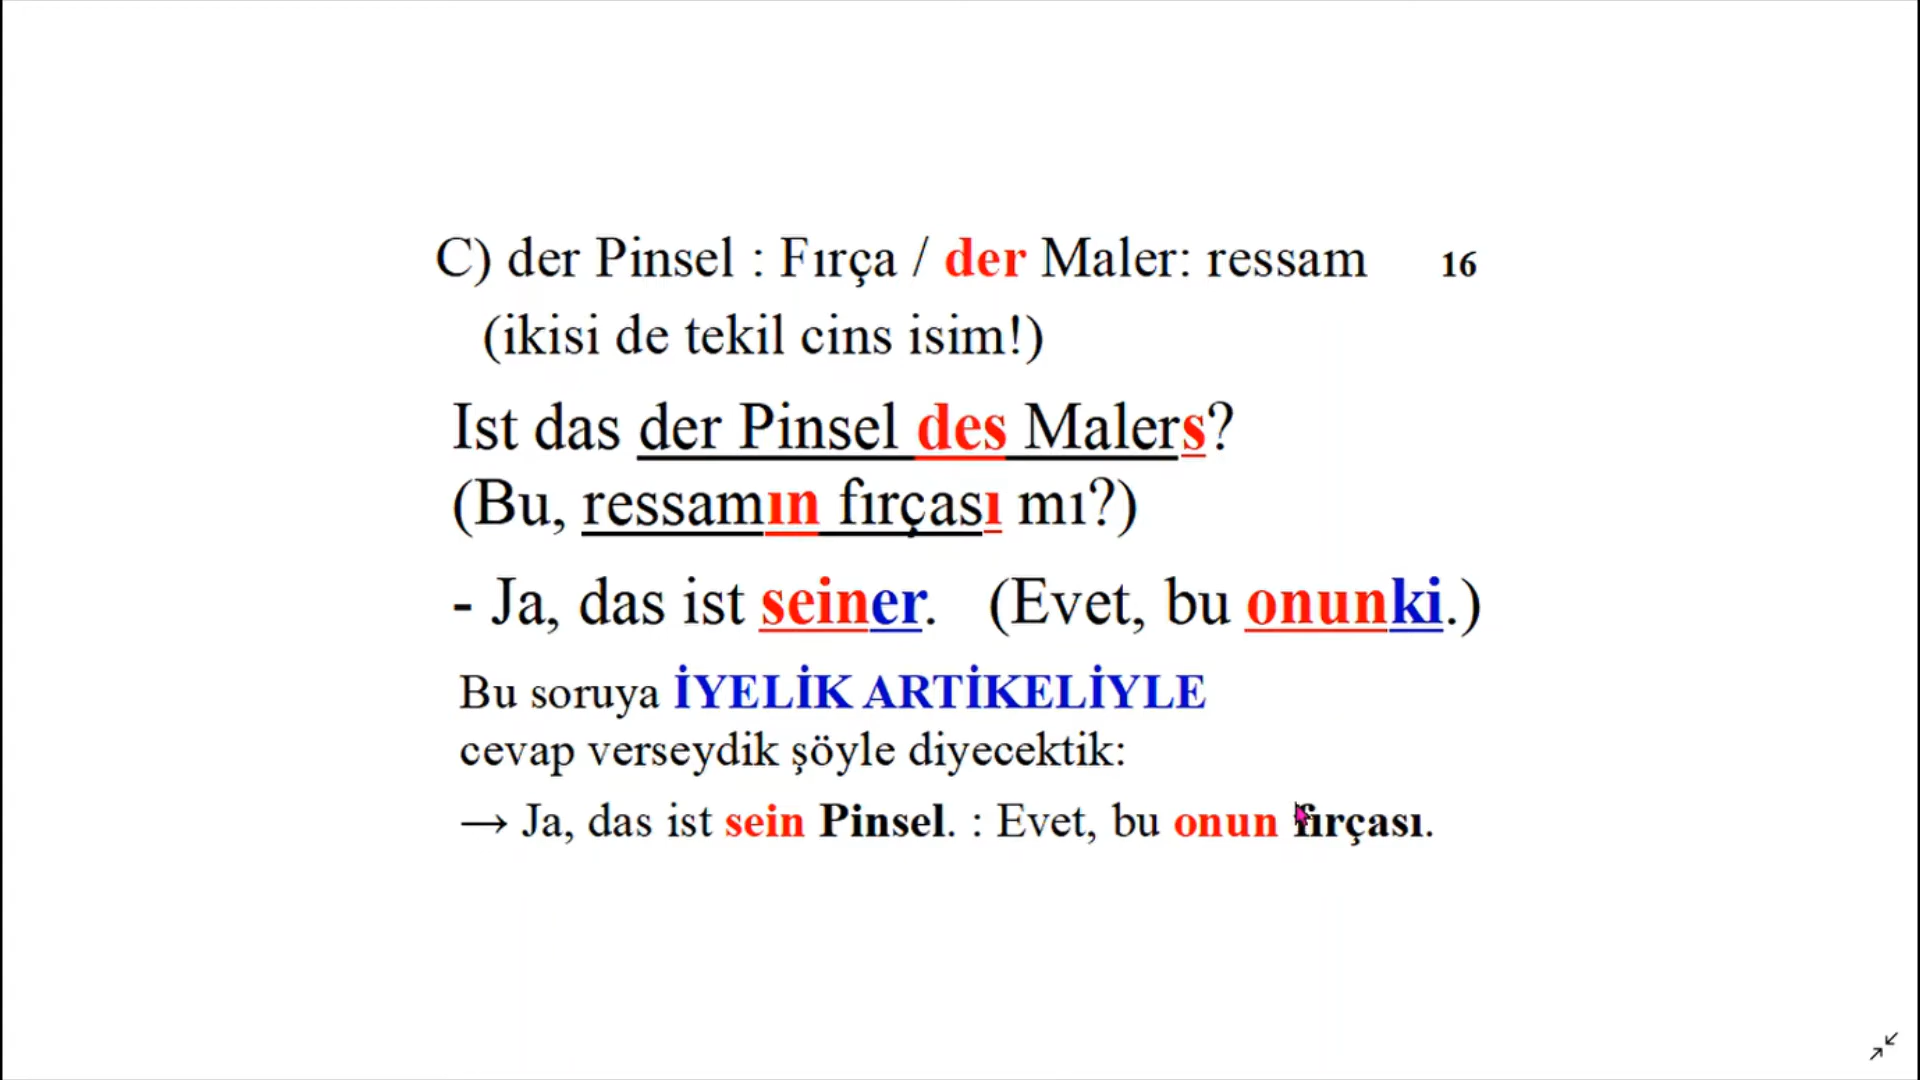 C) der Pinsel : Fırça / der Maler: ressam 16
(ikisi de tekil cins isim!)
Ist das der Pinsel des Malers?
(Bu, ressamın fırçası mı?)
- Ja, das ist seiner. (Evet, bu onunki.)
Bu soruya İYELİK ARTİKELİYLE
cevap verseydik şöyle diyecektik:
→ Ja, das ist sein Pinsel. : Evet, bu onun fırçası.